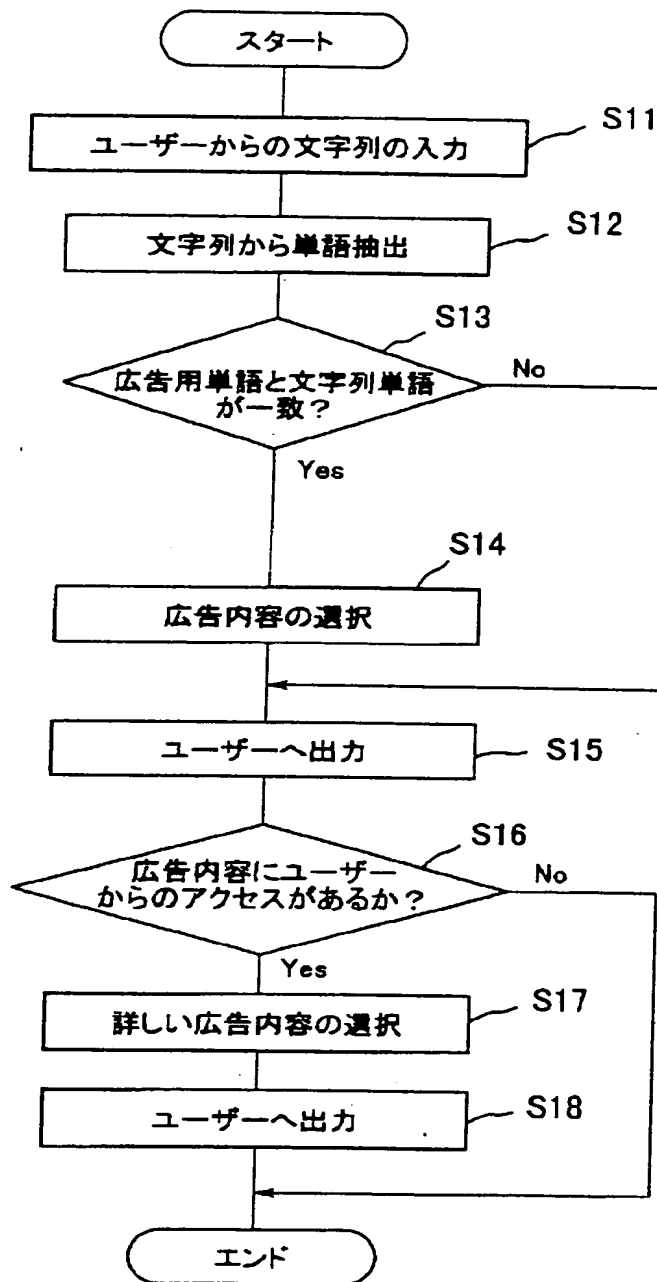 スタート
S11
ユーザーからの文字列の入力
S12
文字列から単語抽出
S13
広告用単語と文字列単語
が一致?
No
Yes
S14
広告内容の選択
ユーザーへ出力
S15
S16
広告内容にユーザー
からのアクセスがあるか?
No
Yes
S17
詳しい広告内容の選択
S18
ユーザーへ出力
エンド